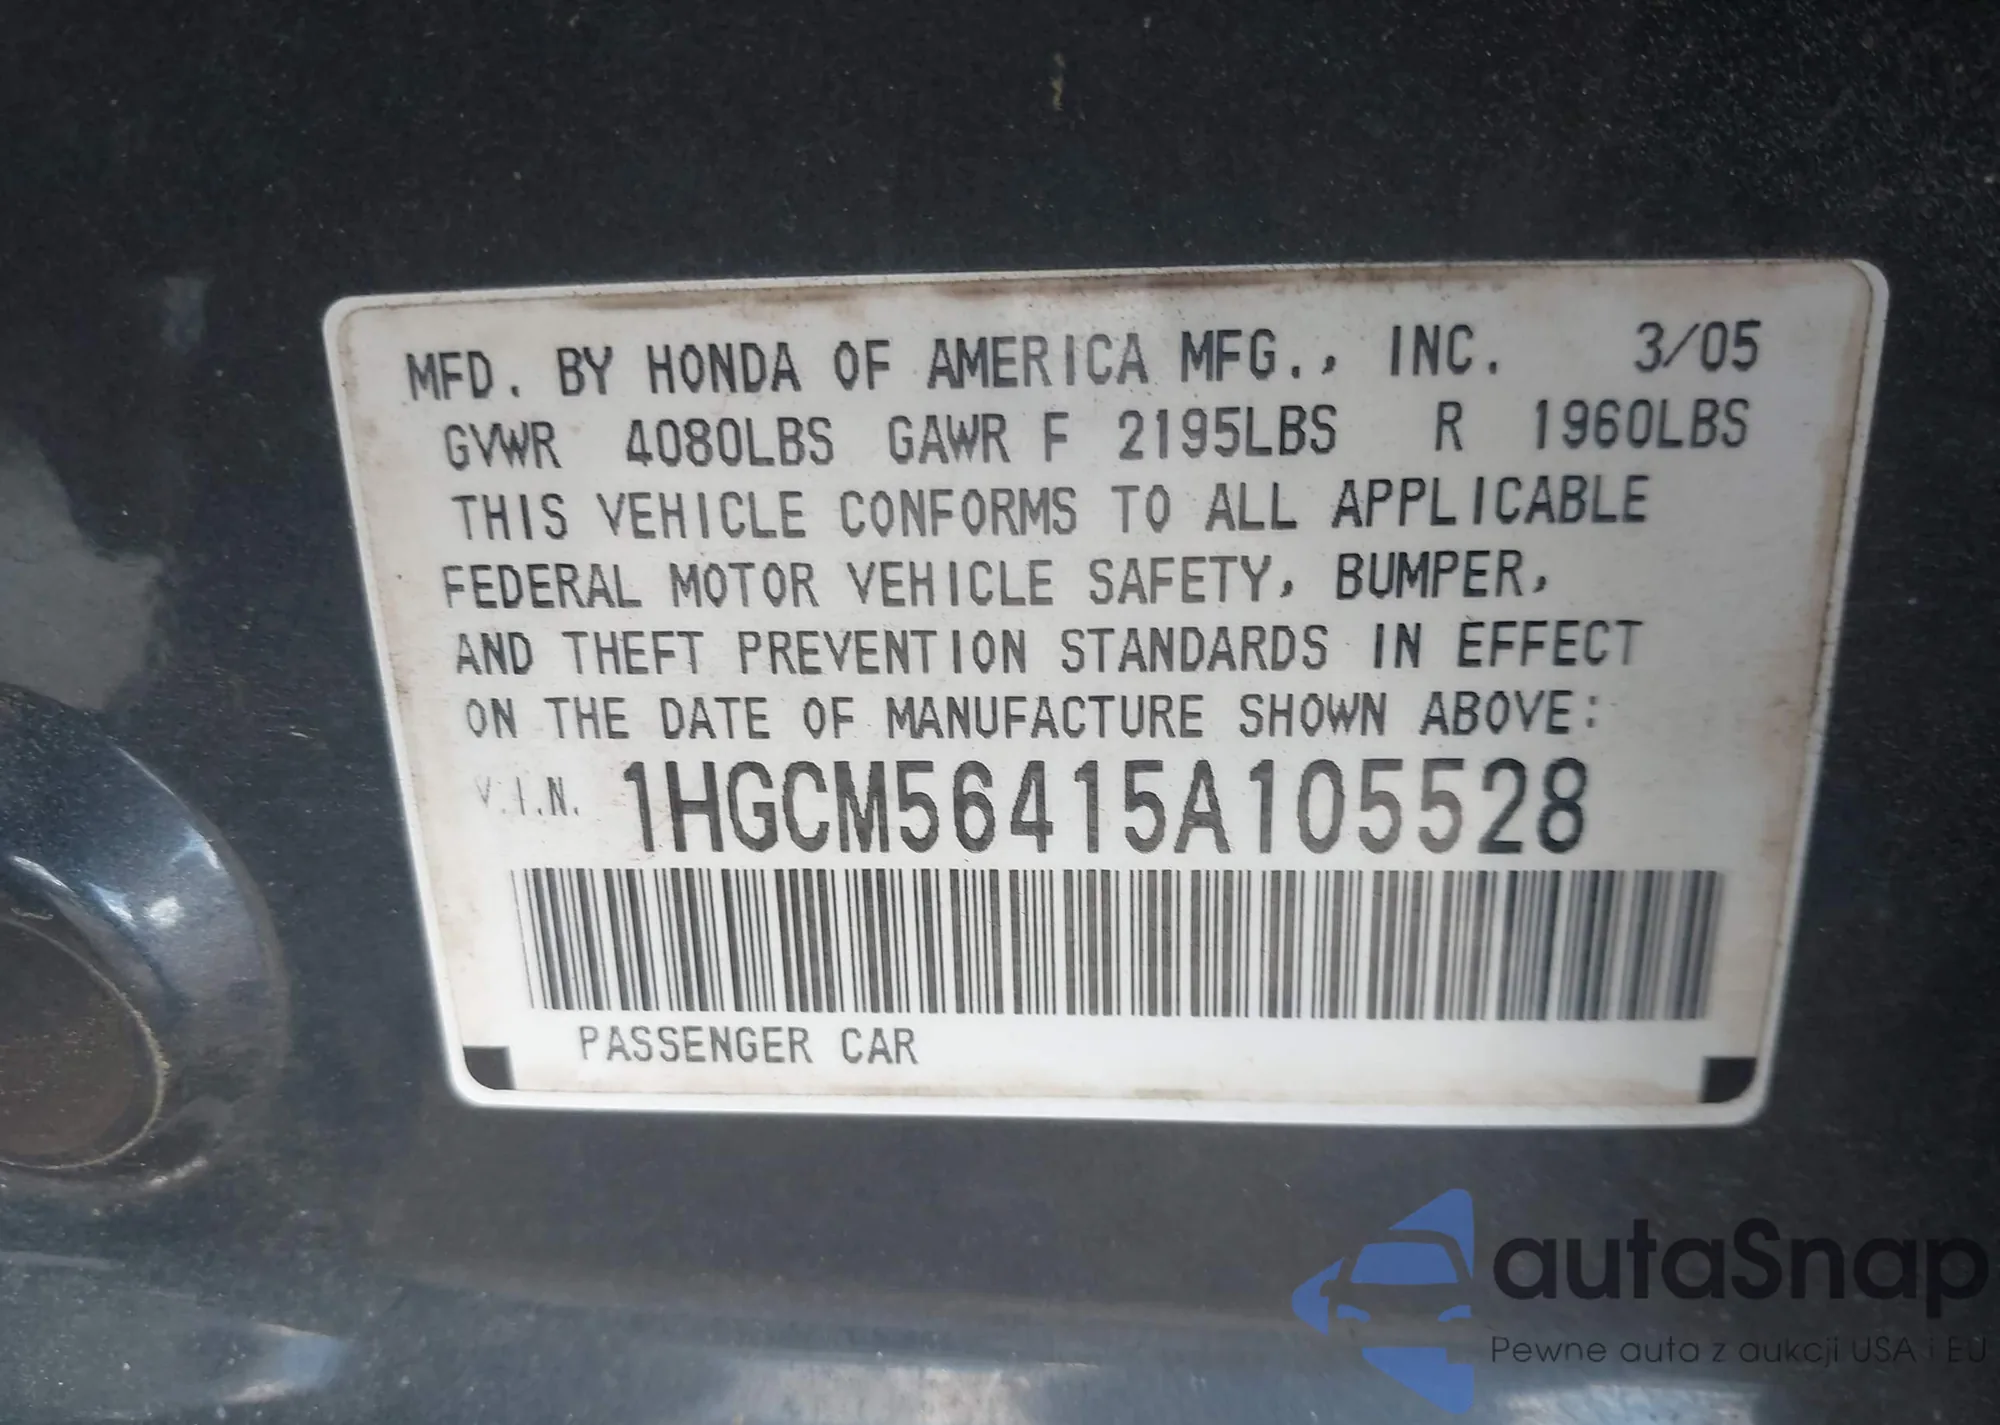 MFD. BY HONDA OF AMERICA MFG., INC. 3/05
GVWR 4080LBS GAWR F 2195LBS R 1960LBS
THIS VEHICLE CONFORMS TO ALL APPLICABLE
FEDERAL MOTOR VEHICLE SAFETY, BUMPER,
AND THEFT PREVENTION STANDARDS IN EFFECT
ON THE DATE OF MANUFACTURE SHOWN ABOVE:
V.I.N. 1HGCM56415A105528
PASSENGER CAR
autaSnap
Pewne auta z aukcji USA i EU